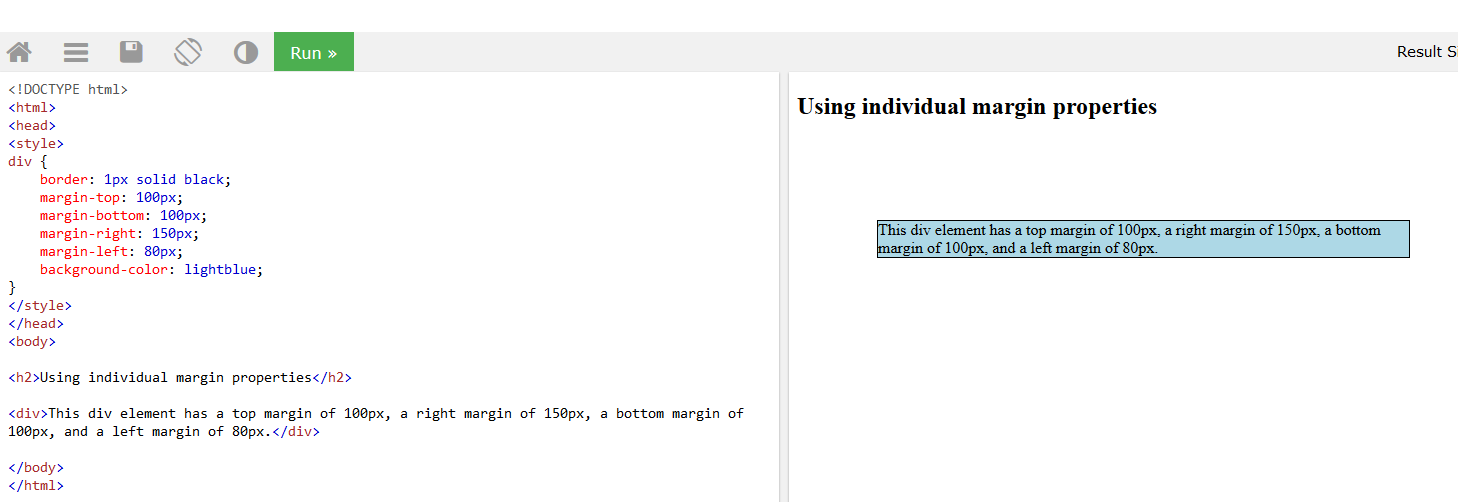 Run »
Result S
<!DOCTYPE html>
<html>
<head>
<style>
div {
    border: 1px solid black;
    margin-top: 100px;
    margin-bottom: 100px;
    margin-right: 150px;
    margin-left: 80px;
    background-color: lightblue;
}
</style>
</head>
<body>
<h2>Using individual margin properties</h2>
<div>This div element has a top margin of 100px, a right margin of 150px, a bottom margin of
100px, and a left margin of 80px.</div>
</body>
</html>
Using individual margin properties
This div element has a top margin of 100px, a right margin of 150px, a bottom
margin of 100px, and a left margin of 80px.